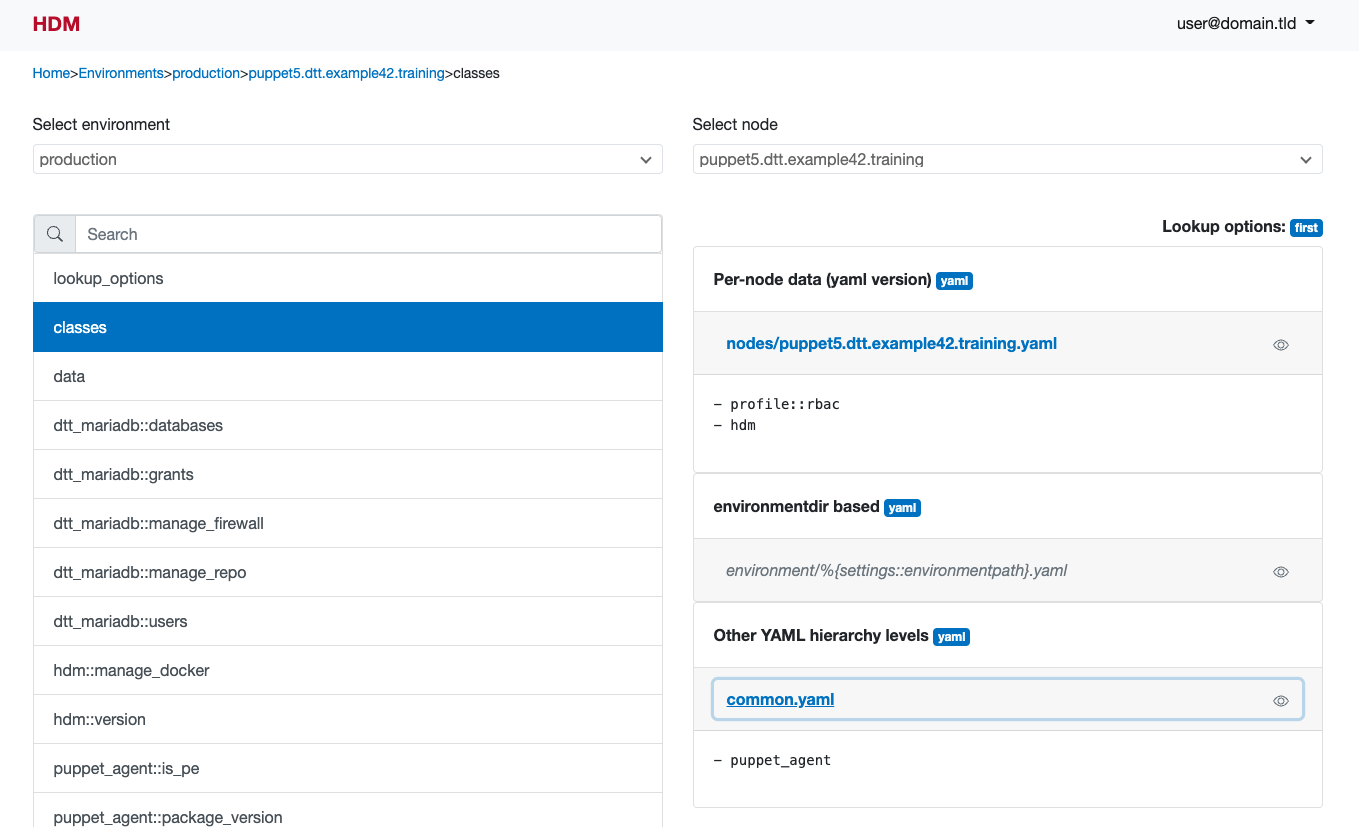 HDM
user@domain.tld
Home>Environments>production>puppet5.dtt.example42.training>classes
Select environment
production
Select node
puppet5.dtt.example42.training
Search
lookup_options
classes
data
dtt_mariadb::databases
dtt_mariadb::grants
dtt_mariadb::manage_firewall
dtt_mariadb::manage_repo
dtt_mariadb::users
hdm::manage_docker
hdm::version
puppet_agent::is_pe
puppet_agent::package_version
Lookup options: first
Per-node data (yaml version) yaml
nodes/puppet5.dtt.example42.training.yaml
- profile::rbac
- hdm
environmentdir based yaml
environment/%{settings::environmentpath}.yaml
Other YAML hierarchy levels yaml
common.yaml
- puppet_agent